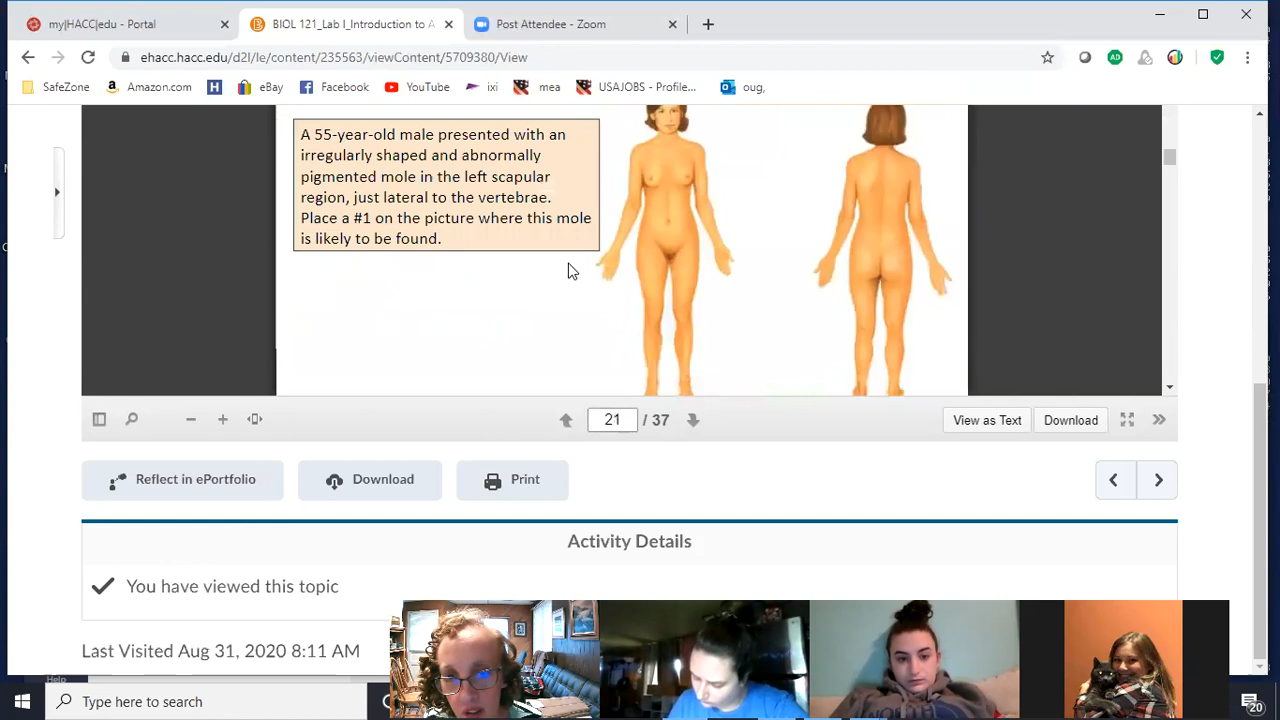 my|HACC|edu - Portal
BIOL 121_Lab I_Introduction to A
Post Attendee - Zoom
ehacc.hacc.edu/d2l/le/content/235563/viewContent/5709380/View
SafeZone
Amazon.com
H
eBay
Facebook
YouTube
ixi
mea
USAJOBS - Profile...
oug,
A 55-year-old male presented with an
irregularly shaped and abnormally
pigmented mole in the left scapular
region, just lateral to the vertebrae.
Place a #1 on the picture where this mole
is likely to be found.
21 / 37
View as Text
Download
Reflect in ePortfolio
Download
Print
Activity Details
You have viewed this topic
Last Visited Aug 31, 2020 8:11 AM
Help
Type here to search
20